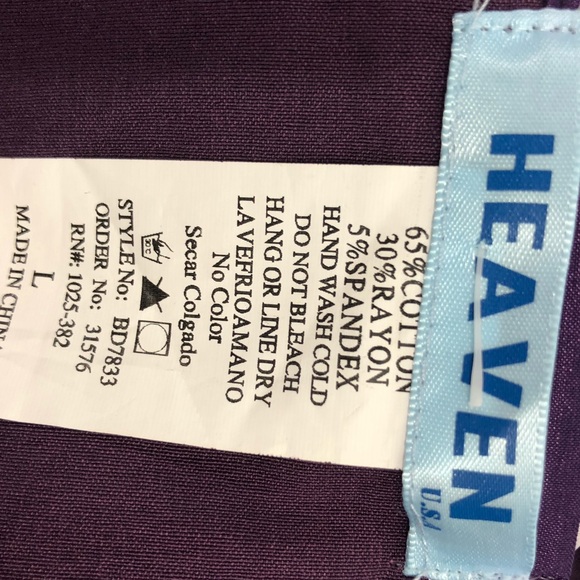 HEAVEN
U.S.A
65%COTTON
30%RAYON
5%SPANDEX
HAND WASH COLD
DO NOT BLEACH
HANG OR LINE DRY
LAVEFRIOAMANO
No Color
Secar Colgado
30°C
STYLE No: BD7833
ORDER No: 31576
RN#: 1025-382
L
MADE IN CHINA